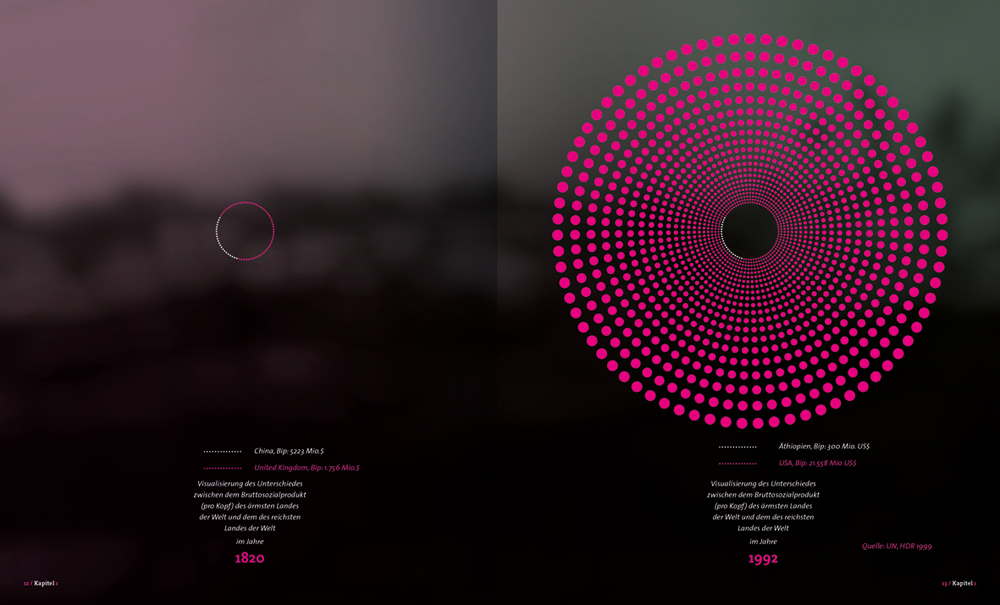 China, Bip: 5223 Mio.$
United Kingdom, Bip: 1.756 Mio.$
Visualisierung des Unterschiedes
zwischen dem Bruttosozialprodukt
(pro Kopf) des ärmsten Landes
der Welt und dem des reichsten
Landes der Welt
im Jahre
1820
12 / Kapitel 1
Äthiopien, Bip: 300 Mio. US$
USA, Bip: 21.558 Mio US$
Visualisierung des Unterschiedes
zwischen dem Bruttosozialprodukt
(pro Kopf) des ärmsten Landes
der Welt und dem des reichsten
Landes der Welt
im Jahre
1992
Quelle: UN, HDR 1999
13 / Kapitel 1